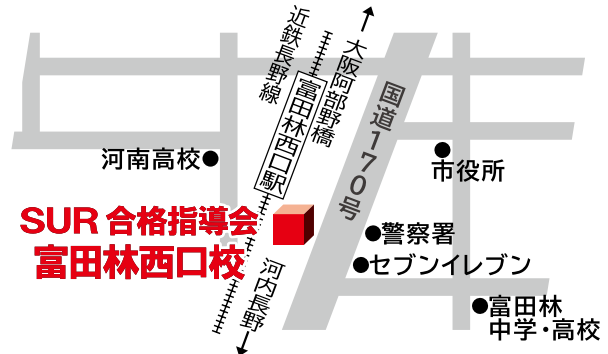 近鉄長野線
大阪阿部野橋
富田林西口駅
国道170号
河南高校
市役所
SUR 合格指導会
富田林西口校
警察署
セブンイレブン
河内長野
富田林
中学・高校